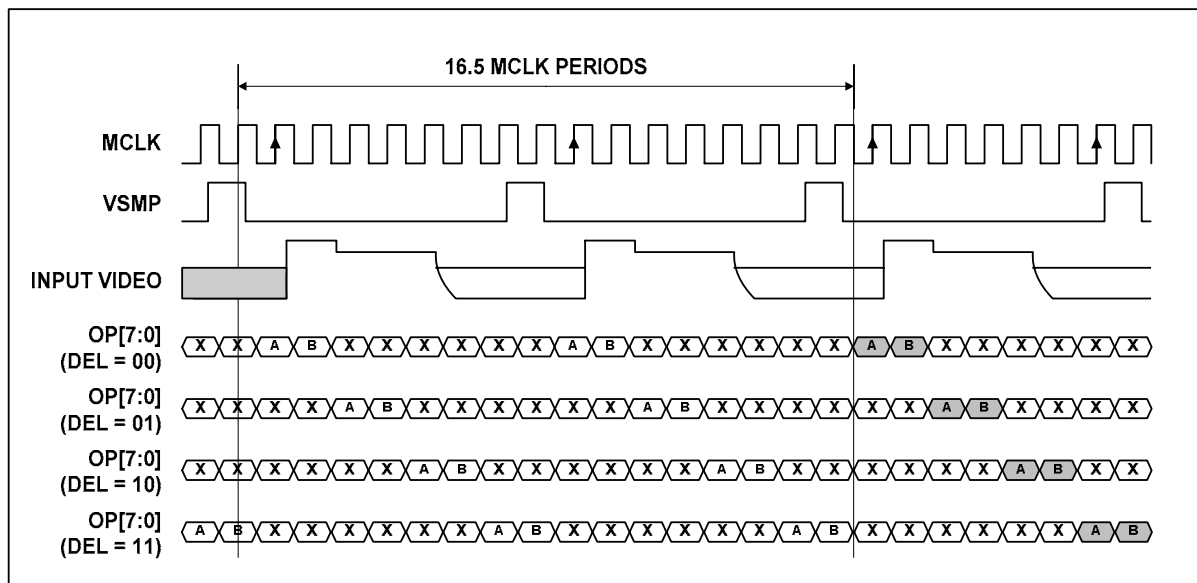 16.5 MCLK PERIODS
MCLK
VSMP
INPUT VIDEO
OP[7:0]
(DEL = 00)
X X A B X X X X X X A B X X X X X X A B X X X X X X
OP[7:0]
(DEL = 01)
X X X X A B X X X X X X A B X X X X X X A B X X X X
OP[7:0]
(DEL = 10)
X X X X X X A B X X X X X X A B X X X X X X A B X X
OP[7:0]
(DEL = 11)
A B X X X X X X A B X X X X X X A B X X X X X X A B